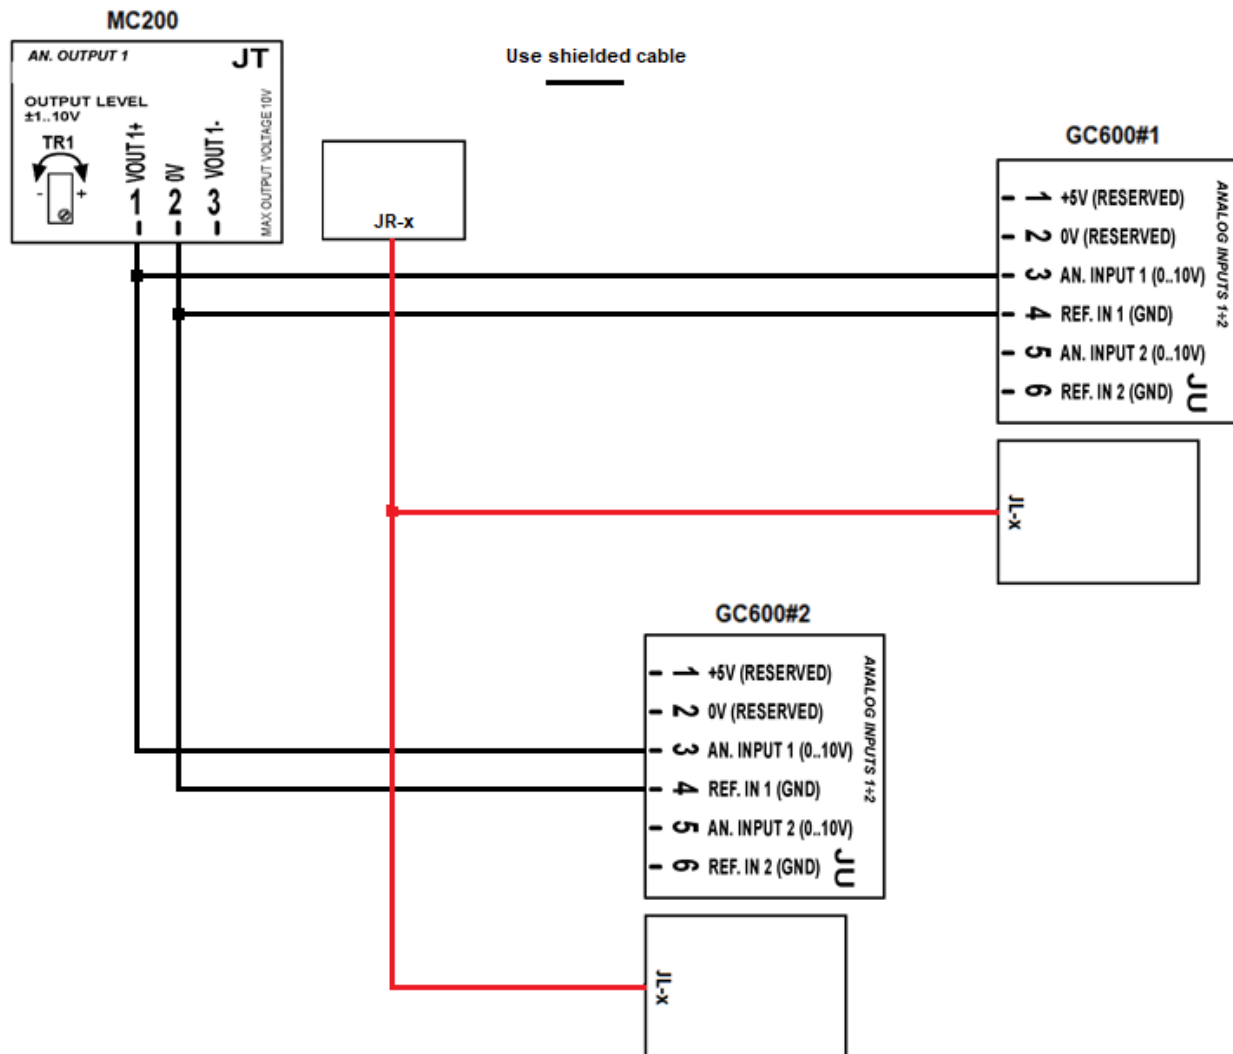 MC200
AN. OUTPUT 1
JT
OUTPUT LEVEL
±1..10V
TR1
- +
VOUT 1+
0V
VOUT 1-
1 2 3
MAX OUTPUT VOLTAGE 10V
Use shielded cable
JR-x
GC600#1
1 +5V (RESERVED)
2 0V (RESERVED)
3 AN. INPUT 1 (0..10V)
4 REF. IN 1 (GND)
5 AN. INPUT 2 (0..10V)
6 REF. IN 2 (GND)
JU
ANALOG INPUTS 1÷2
JL-x
GC600#2
1 +5V (RESERVED)
2 0V (RESERVED)
3 AN. INPUT 1 (0..10V)
4 REF. IN 1 (GND)
5 AN. INPUT 2 (0..10V)
6 REF. IN 2 (GND)
JU
ANALOG INPUTS 1÷2
JL-x